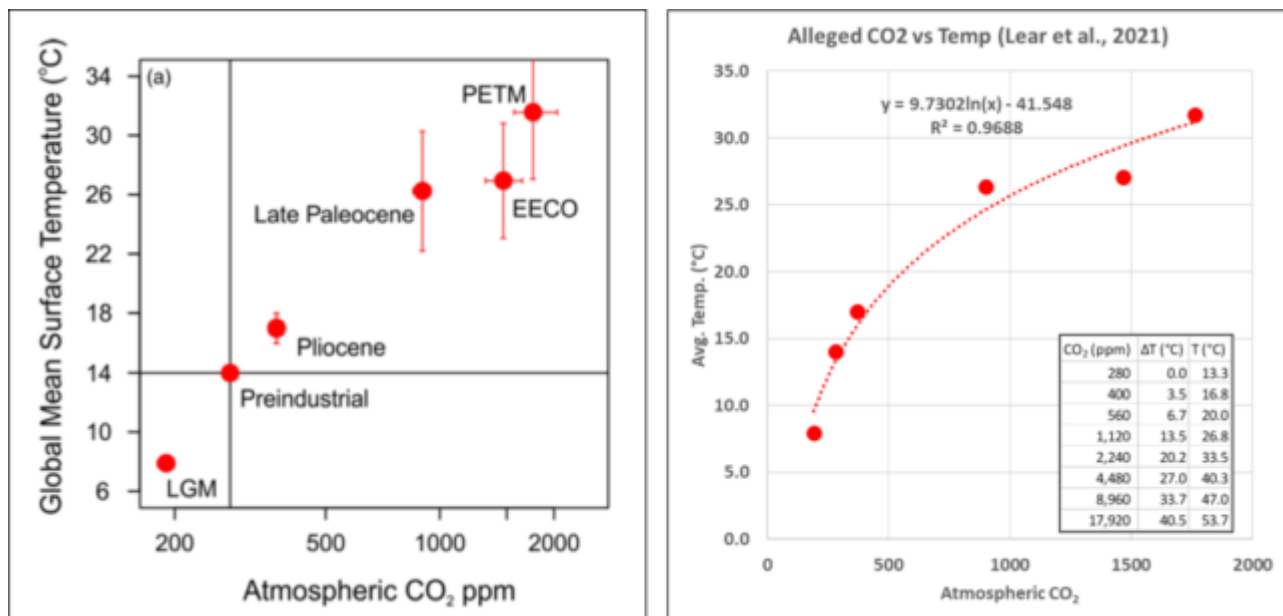 (a)
Global Mean Surface Temperature (°C)
34
30
26
22
18
14
10
6
PETM
Late Paleocene
EECO
Pliocene
Preindustrial
LGM
200
500
1000
2000
Atmospheric CO₂ ppm
Alleged CO2 vs Temp (Lear et al., 2021)
y = 9.7302ln(x) - 41.548
R² = 0.9688
Avg. Temp. (°C)
35.0
30.0
25.0
20.0
15.0
10.0
5.0
0.0
CO₂ (ppm) ΔT (°C) T (°C)
280 0.0 13.3
400 3.5 16.8
560 6.7 20.0
1,120 13.5 26.8
2,240 20.2 33.5
4,480 27.0 40.3
8,960 33.7 47.0
17,920 40.5 53.7
0
500
1000
1500
2000
Atmospheric CO₂